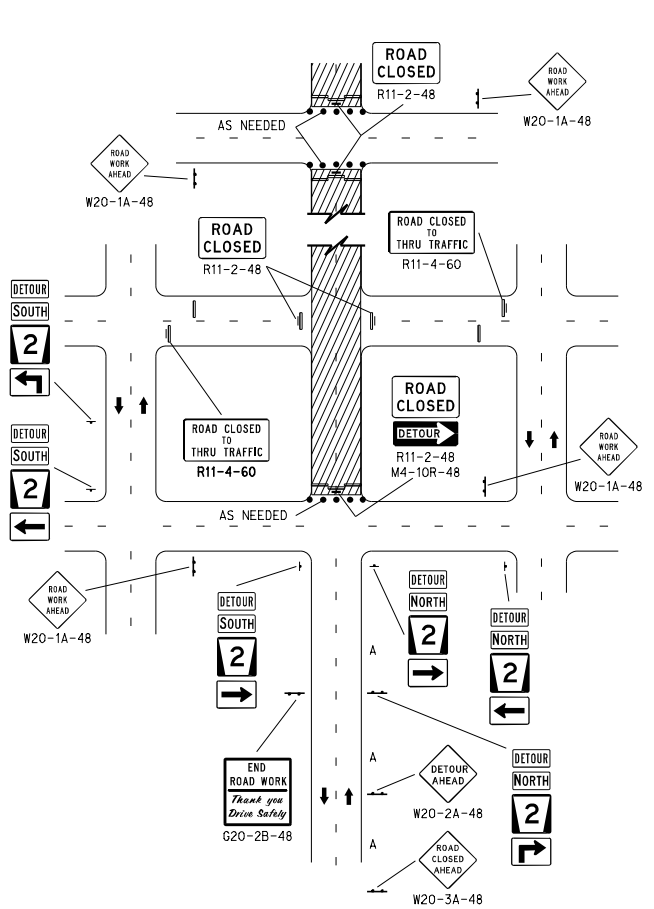 ROAD
CLOSED
R11-2-48
ROAD
WORK
AHEAD
W20-1A-48
AS NEEDED
ROAD
WORK
AHEAD
W20-1A-48
ROAD
CLOSED
R11-2-48
ROAD CLOSED
TO
THRU TRAFFIC
R11-4-60
DETOUR
SOUTH
2
DETOUR
SOUTH
2
ROAD CLOSED
TO
THRU TRAFFIC
R11-4-60
ROAD
CLOSED
DETOUR
R11-2-48
M4-10R-48
ROAD
WORK
AHEAD
W20-1A-48
AS NEEDED
ROAD
WORK
AHEAD
W20-1A-48
DETOUR
SOUTH
2
DETOUR
NORTH
2
DETOUR
NORTH
2
A
A
A
END
ROAD WORK
Thank you
Drive Safely
G20-2B-48
DETOUR
AHEAD
W20-2A-48
DETOUR
NORTH
2
ROAD
CLOSED
AHEAD
W20-3A-48